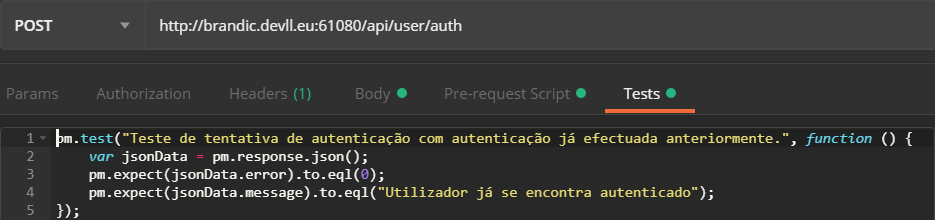 POST http://brandic.devll.eu:61080/api/user/auth
Params Authorization Headers (1) Body Pre-request Script Tests
1 pm.test("Teste de tentativa de autenticação com autenticação já efectuada anteriormente.", function () {
2 var jsonData = pm.response.json();
3 pm.expect(jsonData.error).to.eql(0);
4 pm.expect(jsonData.message).to.eql("Utilizador já se encontra autenticado");
5 });